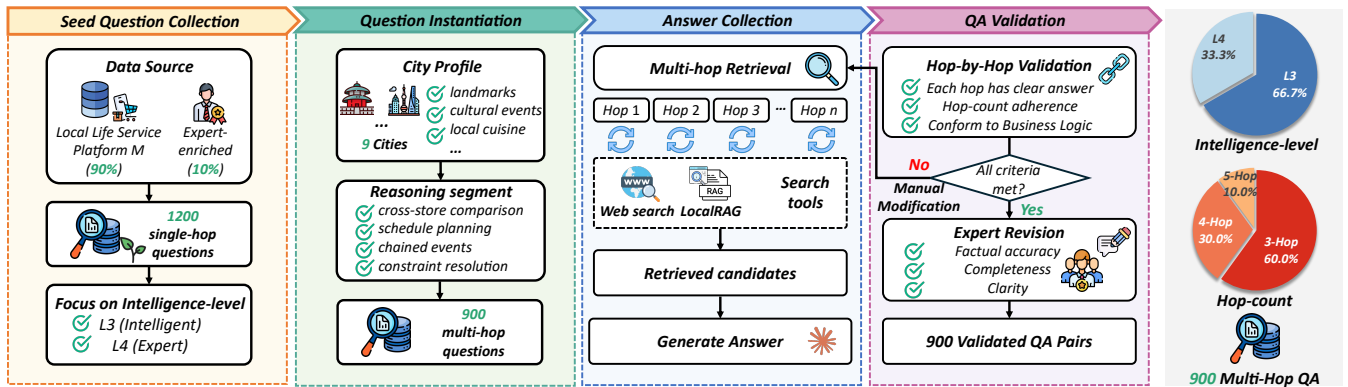 Seed Question Collection
Data Source
Local Life Service
Platform M
(90%)
Expert-
enriched
(10%)
1200
single-hop
questions
Focus on Intelligence-level
L3 (Intelligent)
L4 (Expert)
Question Instantiation
City Profile
landmarks
cultural events
local cuisine
...
...
9 Cities
Reasoning segment
cross-store comparison
schedule planning
chained events
constraint resolution
900
multi-hop
questions
Answer Collection
Multi-hop Retrieval
Hop 1
Hop 2
Hop 3
...
Hop n
WWW
RAG
Web search
LocalRAG
Search
tools
Retrieved candidates
Generate Answer
QA Validation
Hop-by-Hop Validation
Each hop has clear answer
Hop-count adherence
Conform to Business Logic
All criteria
met?
No
Manual
Modification
Yes
Expert Revision
Factual accuracy
Completeness
Clarity
900 Validated QA Pairs
L4
33.3%
L3
66.7%
Intelligence-level
5-Hop
10.0%
4-Hop
30.0%
3-Hop
60.0%
Hop-count
900 Multi-Hop QA